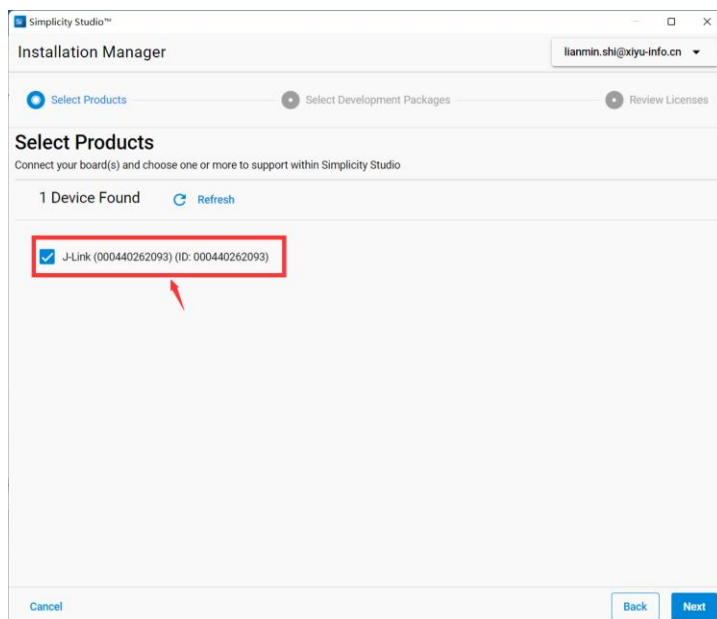 Simplicity Studio™
Installation Manager
lianmin.shi@xiyu-info.cn
Select Products
Select Development Packages
Review Licenses
Select Products
Connect your board(s) and choose one or more to support within Simplicity Studio
1 Device Found
Refresh
J-Link (000440262093) (ID: 000440262093)
Cancel
Back
Next